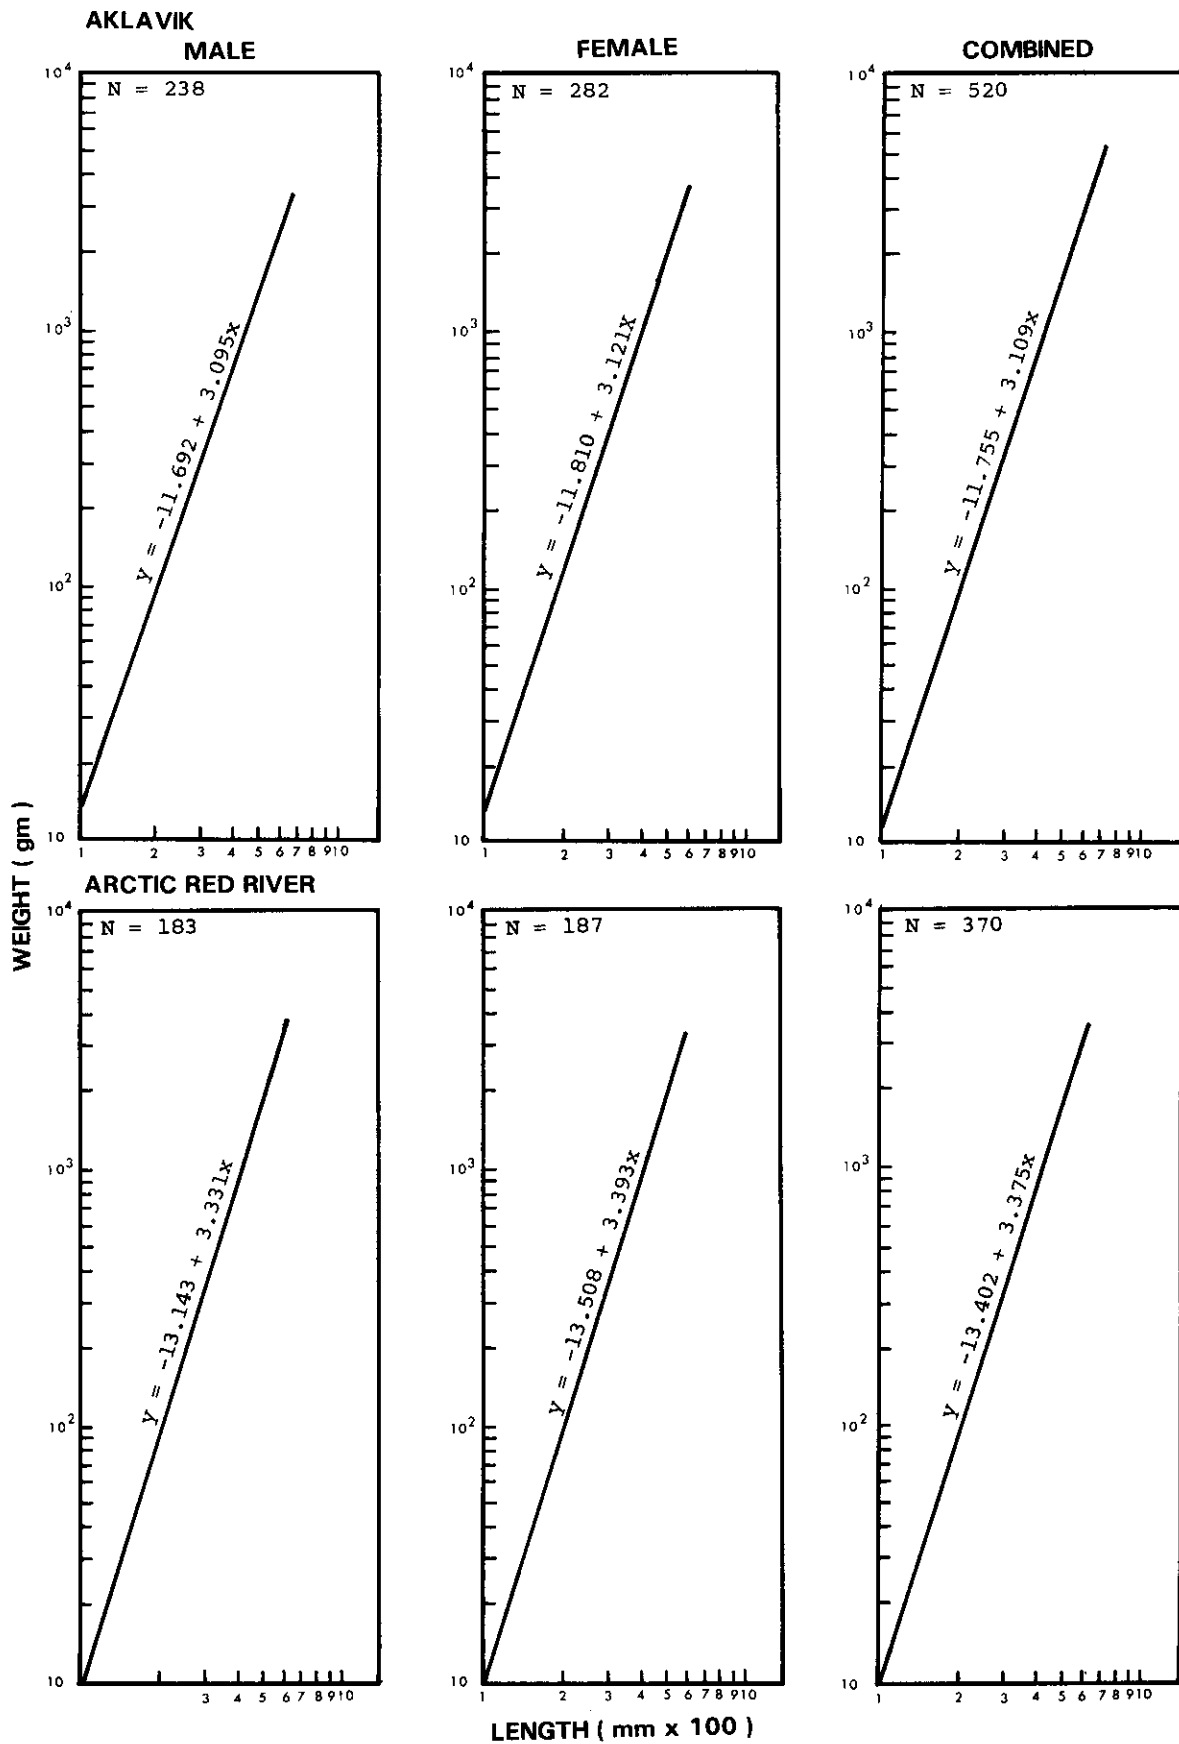 AKLAVIK
MALE FEMALE COMBINED
10⁴ 10⁴ 10⁴
N = 238 N = 282 N = 520
10³ 10³ 10³
y = -11.692 + 3.095x y = -11.810 + 3.121X y = -11.755 + 3.109x
10² 10² 10²
10 10 10
1 2 3 4 5 6 7 8 9 10 1 2 3 4 5 6 7 8 9 10 1 2 3 4 5 6 7 8 9 10
WEIGHT ( gm )
ARCTIC RED RIVER
10⁴ 10⁴ 10⁴
N = 183 N = 187 N = 370
10³ 10³ 10³
y = -13.143 + 3.331x y = -13.508 + 3.393x y = -13.402 + 3.375x
10² 10² 10²
10 10 10
3 4 5 6 7 8 9 10 1 2 3 4 5 6 7 8 9 10 1 2 3 4 5 6 7 8 9 10
LENGTH ( mm x 100 )